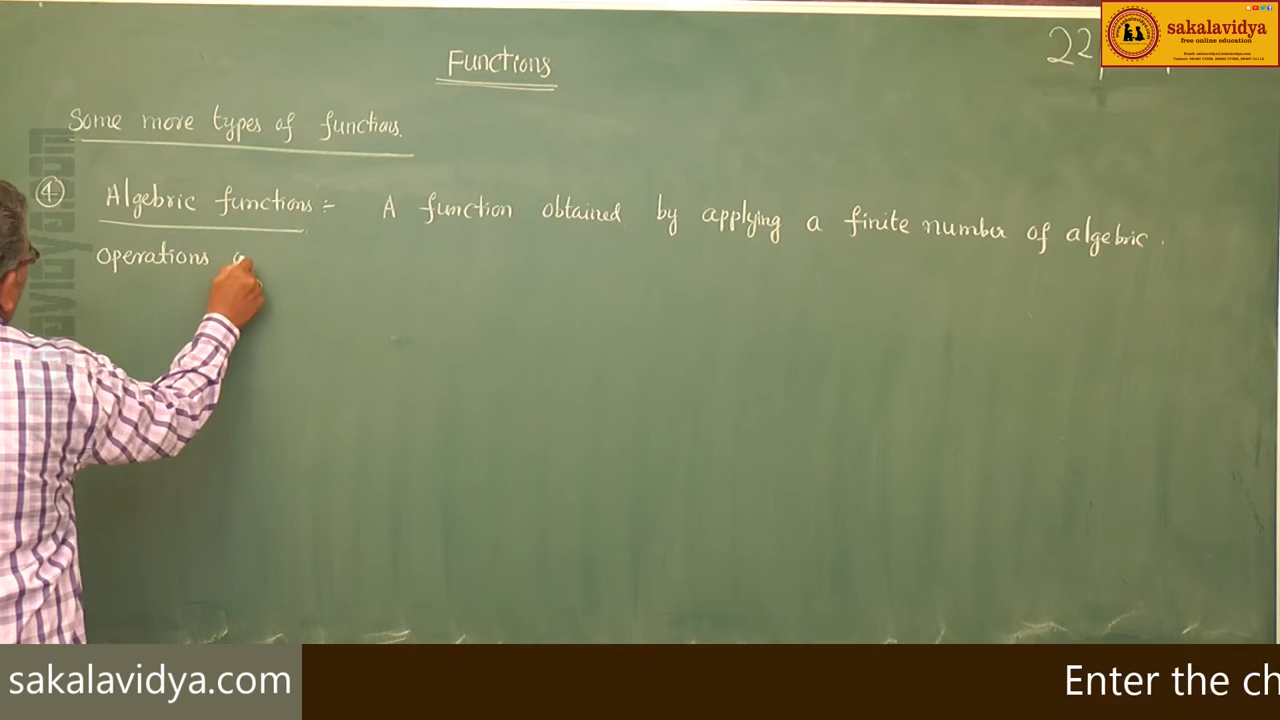 Functions
22
sakalavidya
free online education
Some more types of functions.
4 Algebric functions :- A function obtained by applying a finite number of algebric.
operations
sakalavidya.com
Enter the ch